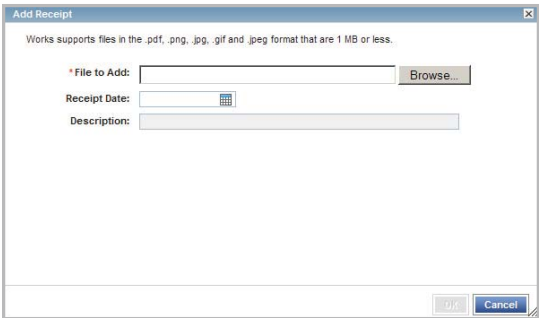 Add Receipt
Works supports files in the .pdf, .png, .jpg, .gif and .jpeg format that are 1 MB or less.
*File to Add: Browse...
Receipt Date:
Description:
OK Cancel